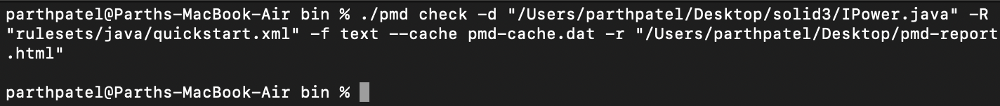 parthpatel@Parths-MacBook-Air bin % ./pmd check -d "/Users/parthpatel/Desktop/solid3/IPower.java" -R
"rulesets/java/quickstart.xml" -f text --cache pmd-cache.dat -r "/Users/parthpatel/Desktop/pmd-report
.html"
parthpatel@Parths-MacBook-Air bin %